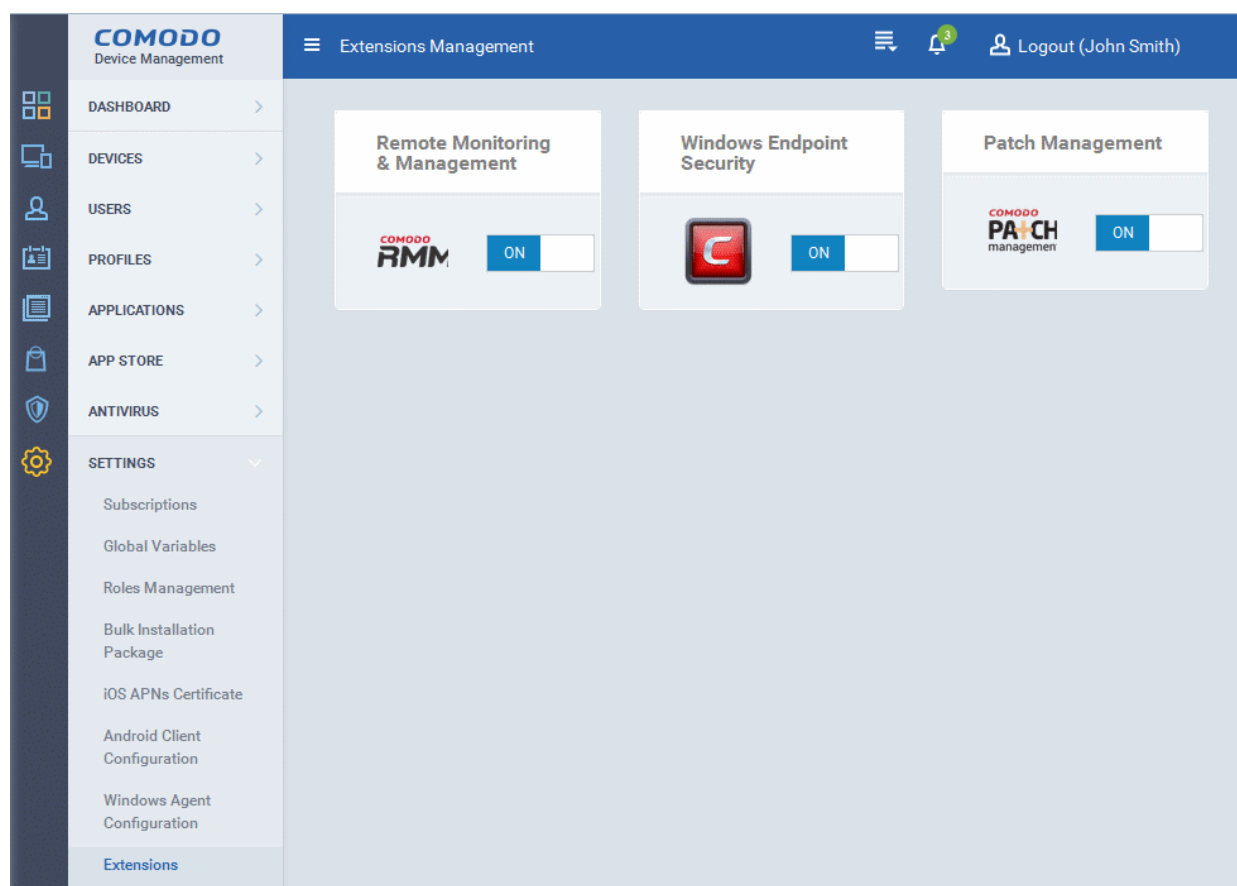 COMODO
Device Management
Extensions Management
3
Logout (John Smith)
DASHBOARD
DEVICES
USERS
PROFILES
APPLICATIONS
APP STORE
ANTIVIRUS
SETTINGS
Subscriptions
Global Variables
Roles Management
Bulk Installation
Package
iOS APNs Certificate
Android Client
Configuration
Windows Agent
Configuration
Extensions
Remote Monitoring
& Management
COMODO
RMM
ON
Windows Endpoint
Security
C
ON
Patch Management
COMODO
PATCH
managemen
ON